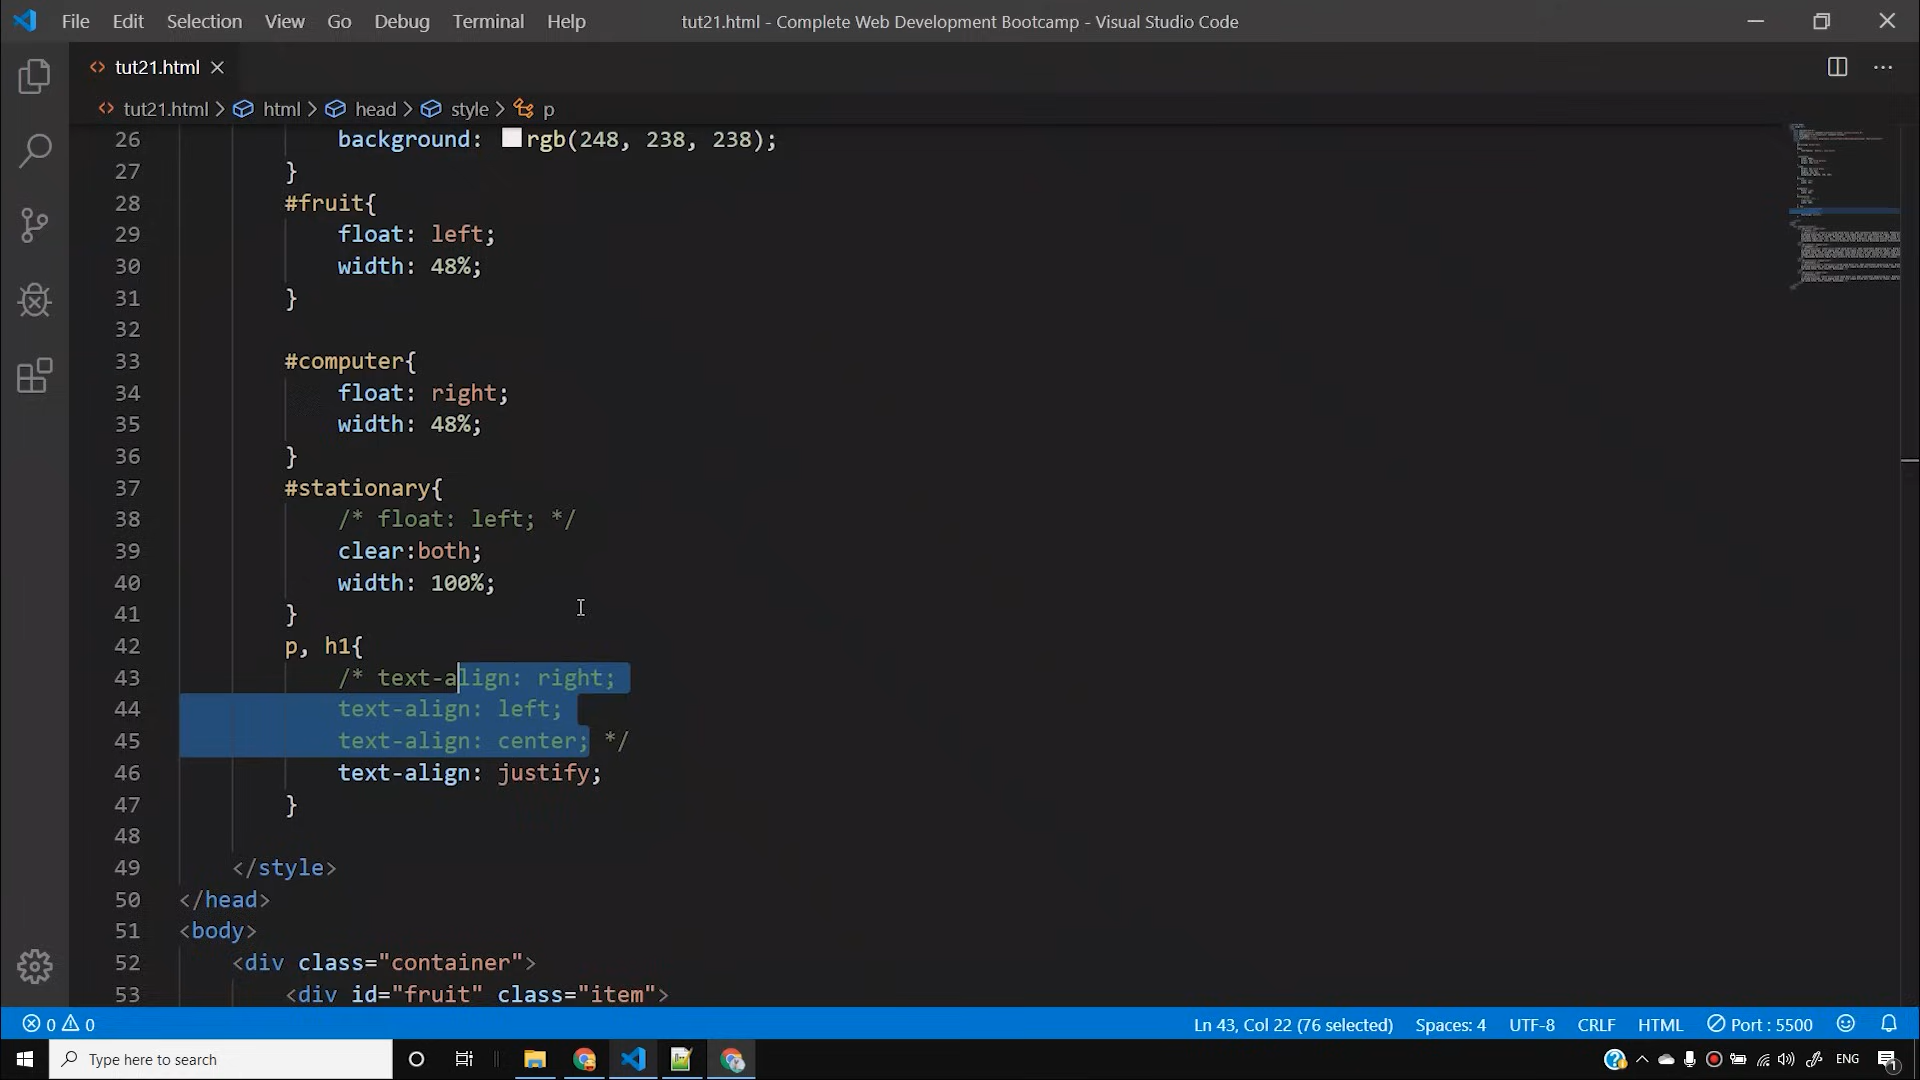 File Edit Selection View Go Debug Terminal Help tut21.html - Complete Web Development Bootcamp - Visual Studio Code
tut21.html
tut21.html > html > head > style > p
26 background: rgb(248, 238, 238);
27 }
28 #fruit{
29 float: left;
30 width: 48%;
31 }
32
33 #computer{
34 float: right;
35 width: 48%;
36 }
37 #stationary{
38 /* float: left; */
39 clear:both;
40 width: 100%;
41 }
42 p, h1{
43 /* text-align: right;
44 text-align: left;
45 text-align: center; */
46 text-align: justify;
47 }
48
49 </style>
50 </head>
51 <body>
52 <div class="container">
53 <div id="fruit" class="item">
0 0 Ln 43, Col 22 (76 selected) Spaces: 4 UTF-8 CRLF HTML Port : 5500
Type here to search ENG 1